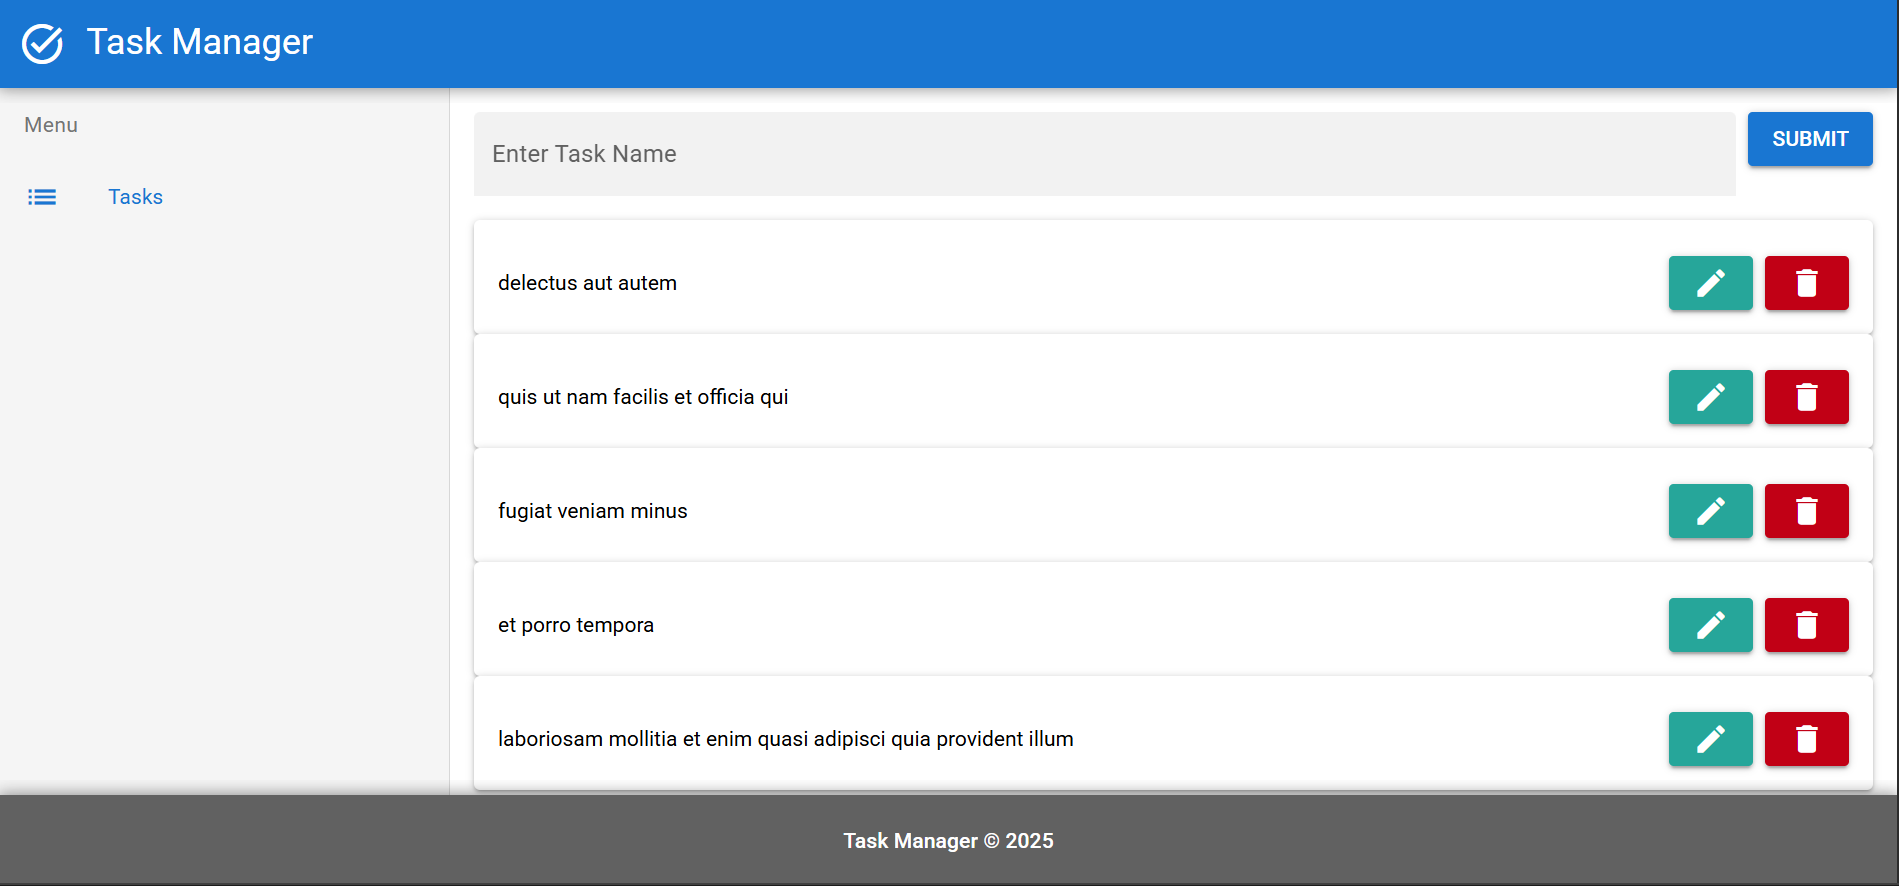 Task Manager
Menu
Tasks
Enter Task Name
SUBMIT
delectus aut autem
quis ut nam facilis et officia qui
fugiat veniam minus
et porro tempora
laboriosam mollitia et enim quasi adipisci quia provident illum
Task Manager © 2025